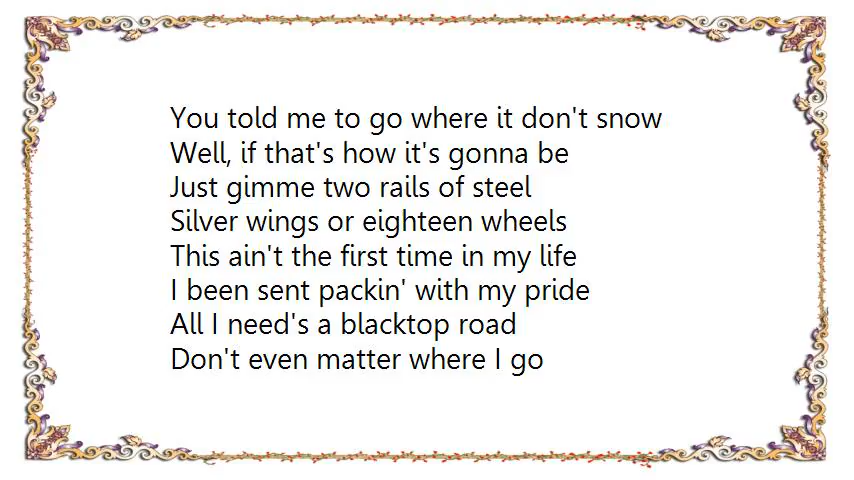 You told me to go where it don't snow
Well, if that's how it's gonna be
Just gimme two rails of steel
Silver wings or eighteen wheels
This ain't the first time in my life
I been sent packin' with my pride
All I need's a blacktop road
Don't even matter where I go